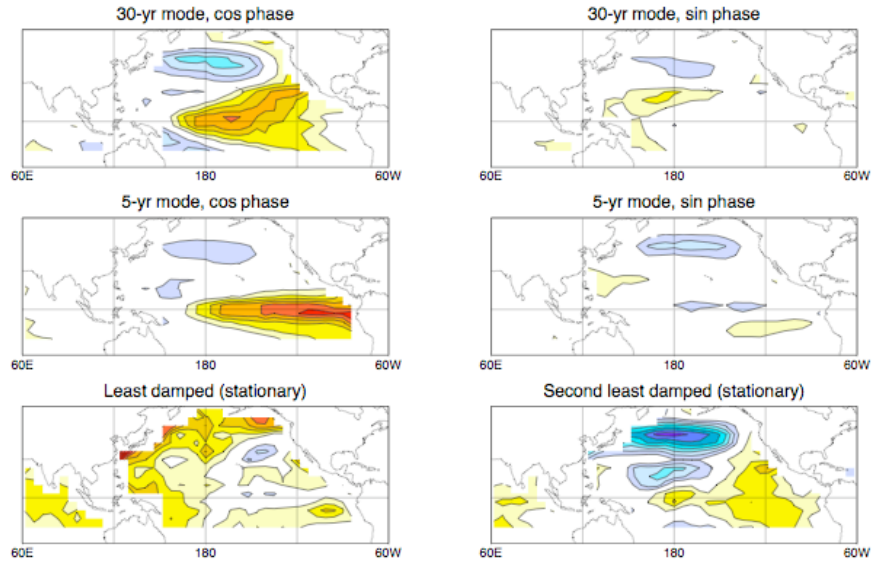 30-yr mode, cos phase
30-yr mode, sin phase
60E 180 60W
60E 180 60W
5-yr mode, cos phase
5-yr mode, sin phase
60E 180 60W
60E 180 60W
Least damped (stationary)
Second least damped (stationary)
60E 180 60W
60E 180 60W